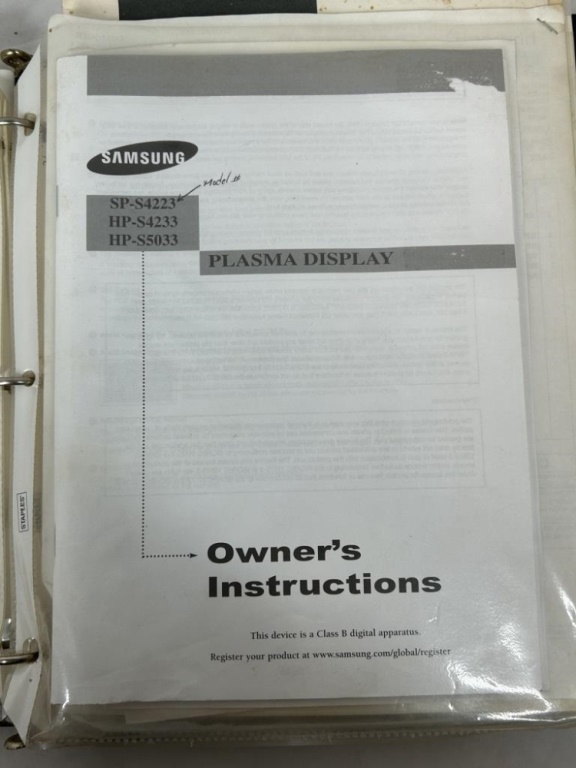 SAMSUNG
Model #
SP-S4223
HP-S4233
HP-S5033
PLASMA DISPLAY
Owner's
Instructions
This device is a Class B digital apparatus.
Register your product at www.samsung.com/global/register
STAPLES